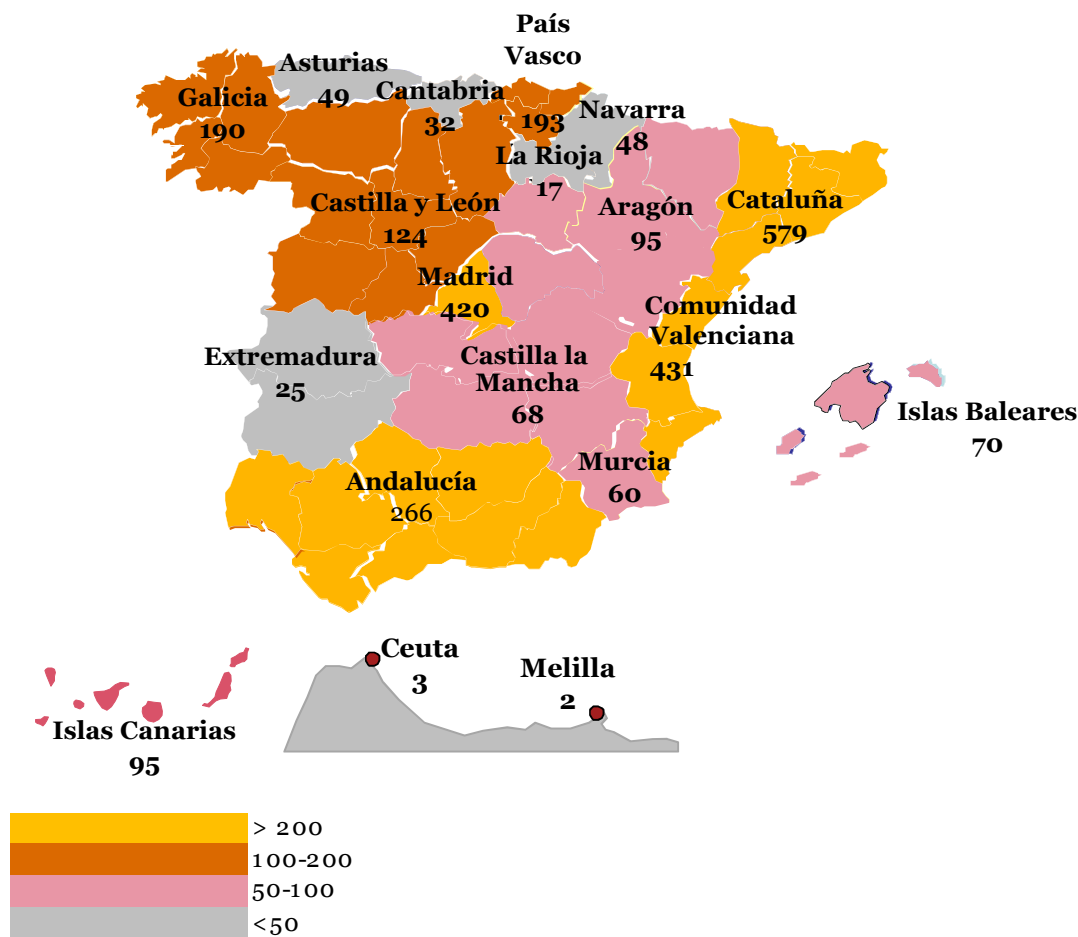 País
Vasco
193
Asturias
49
Cantabria
32
Galicia
190
Navarra
48
La Rioja
17
Castilla y León
124
Aragón
95
Cataluña
579
Madrid
420
Comunidad
Valenciana
431
Extremadura
25
Castilla la
Mancha
68
Islas Baleares
70
Murcia
60
Andalucía
266
Ceuta
3
Melilla
2
Islas Canarias
95
> 200
100-200
50-100
<50